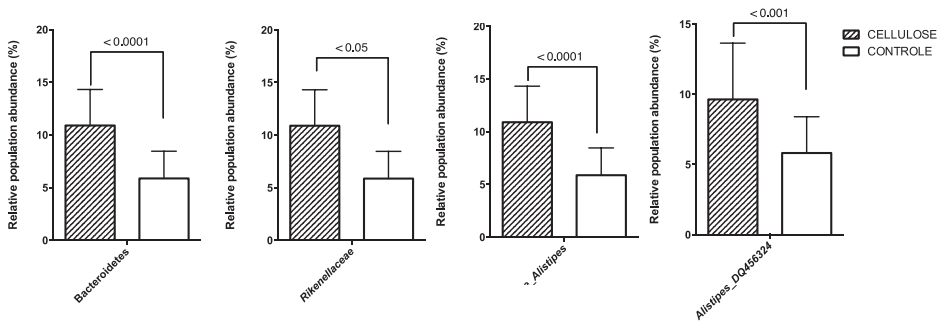 Relative population abundance (%)
20
15
10
5
0
< 0.0001
Bacteroidetes
Relative population abundance (%)
20
15
10
5
0
< 0.05
Rikenellaceae
Relative population abundance (%)
20
15
10
5
0
< 0.0001
_Alistipes
Relative population abundance (%)
15
10
5
0
< 0.001
Alistipes_DQ456324
CELLULOSE
CONTROLE